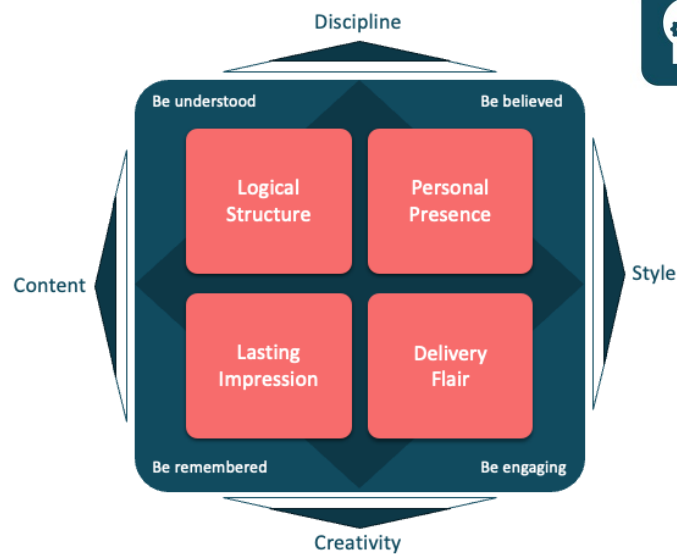 Discipline
Be understood
Be believed
Logical
Structure
Personal
Presence
Content
Style
Lasting
Impression
Delivery
Flair
Be remembered
Be engaging
Creativity